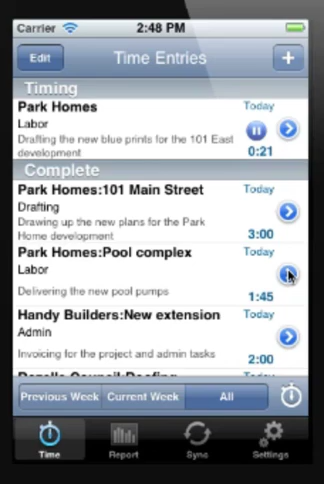 Carrier 2:48 PM
Edit Time Entries +
Timing
Park Homes Today
Labor
Drafting the new blue prints for the 101 East
development 0:21
Complete
Park Homes:101 Main Street Today
Drafting
Drawing up the new plans for the Park
Home development 3:00
Park Homes:Pool complex Today
Labor
Delivering the new pool pumps 1:45
Handy Builders:New extension Today
Admin
Invoicing for the project and admin tasks 2:00
Today
Previous Week Current Week All
Time Report Sync Settings